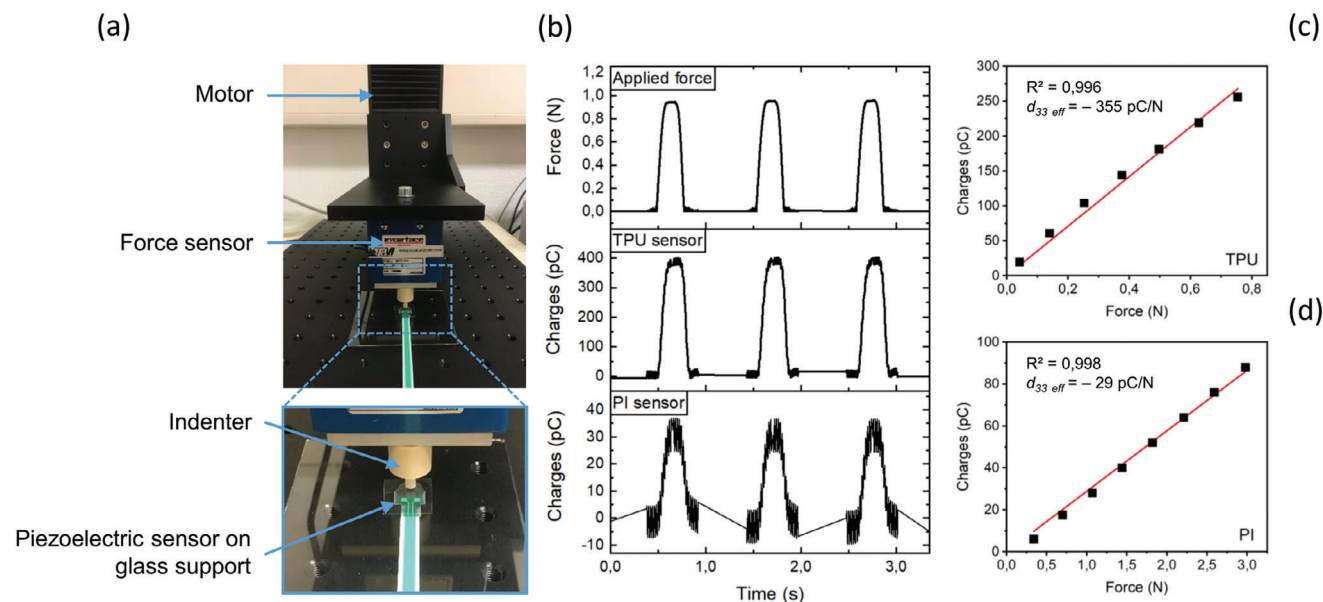 (a)
Motor
Force sensor
interface
Indenter
Piezoelectric sensor on
glass support
(b)
Applied force
1,2
1,0
0,8
0,6
0,4
0,2
0,0
Force (N)
TPU sensor
400
300
200
100
0
Charges (pC)
PI sensor
40
30
20
10
0
-10
Charges (pC)
0,0 1,0 2,0 3,0
Time (s)
(c)
R² = 0,996
d33 eff = – 355 pC/N
300
250
200
150
100
50
0
Charges (pC)
TPU
0,0 0,2 0,4 0,6 0,8
Force (N)
(d)
R² = 0,998
d33 eff = – 29 pC/N
100
80
60
40
20
0
Charges (pC)
PI
0,5 1,0 1,5 2,0 2,5 3,0
Force (N)